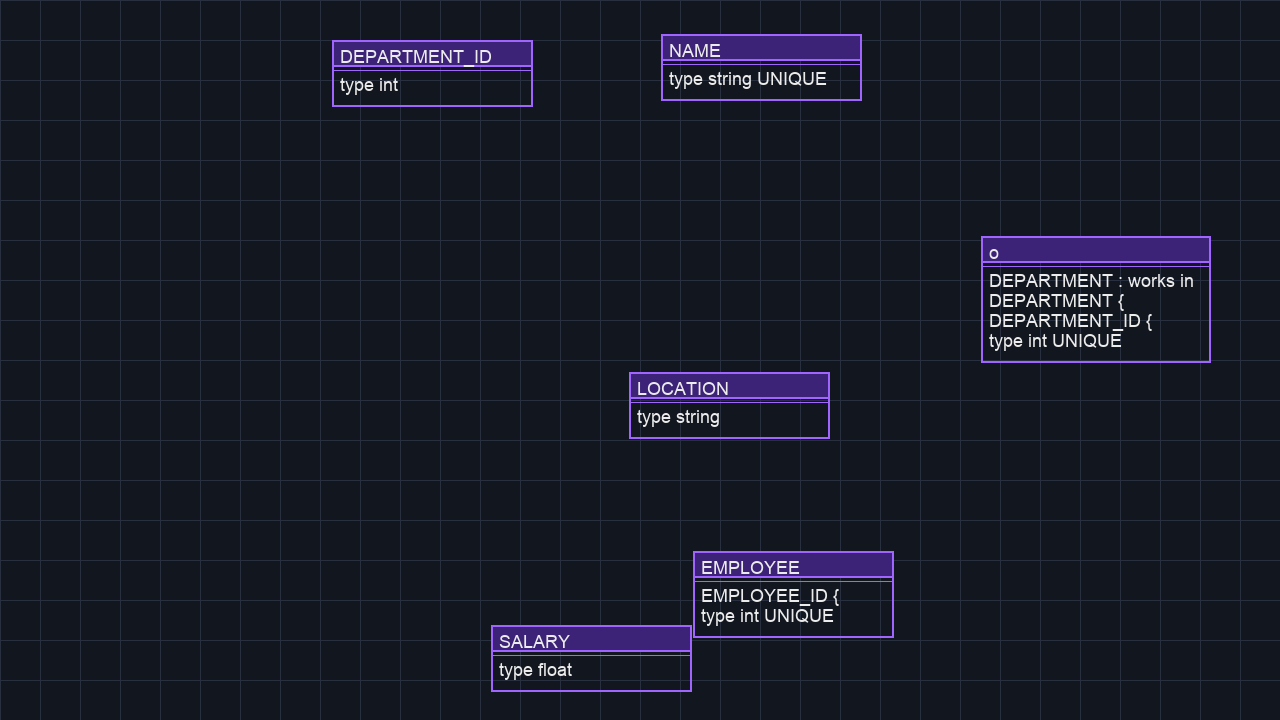 DEPARTMENT_ID
type int
NAME
type string UNIQUE
o
DEPARTMENT : works in
DEPARTMENT {
DEPARTMENT_ID {
type int UNIQUE
LOCATION
type string
EMPLOYEE
EMPLOYEE_ID {
type int UNIQUE
SALARY
type float